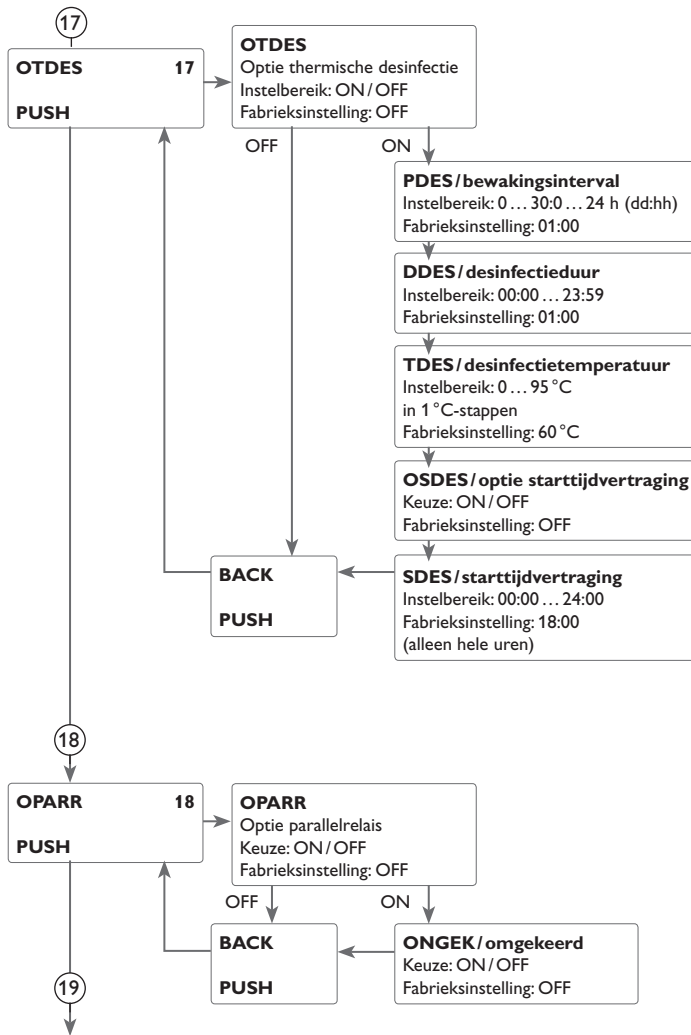 17
OTDES 17
PUSH
OTDES
Optie thermische desinfectie
Instelbereik: ON / OFF
Fabrieksinstelling: OFF
OFF
ON
PDES / bewakingsinterval
Instelbereik: 0 … 30:0 … 24 h (dd:hh)
Fabrieksinstelling: 01:00
DDES / desinfectieduur
Instelbereik: 00:00 … 23:59
Fabrieksinstelling: 01:00
TDES / desinfectietemperatuur
Instelbereik: 0 … 95 °C
in 1 °C-stappen
Fabrieksinstelling: 60 °C
OSDES / optie starttijdvertraging
Keuze: ON / OFF
Fabrieksinstelling: OFF
SDES / starttijdvertraging
Instelbereik: 00:00 … 24:00
Fabrieksinstelling: 18:00
(alleen hele uren)
BACK
PUSH
18
OPARR 18
PUSH
OPARR
Optie parallelrelais
Keuze: ON / OFF
Fabrieksinstelling: OFF
OFF
ON
BACK
PUSH
ONGEK / omgekeerd
Keuze: ON / OFF
Fabrieksinstelling: OFF
19